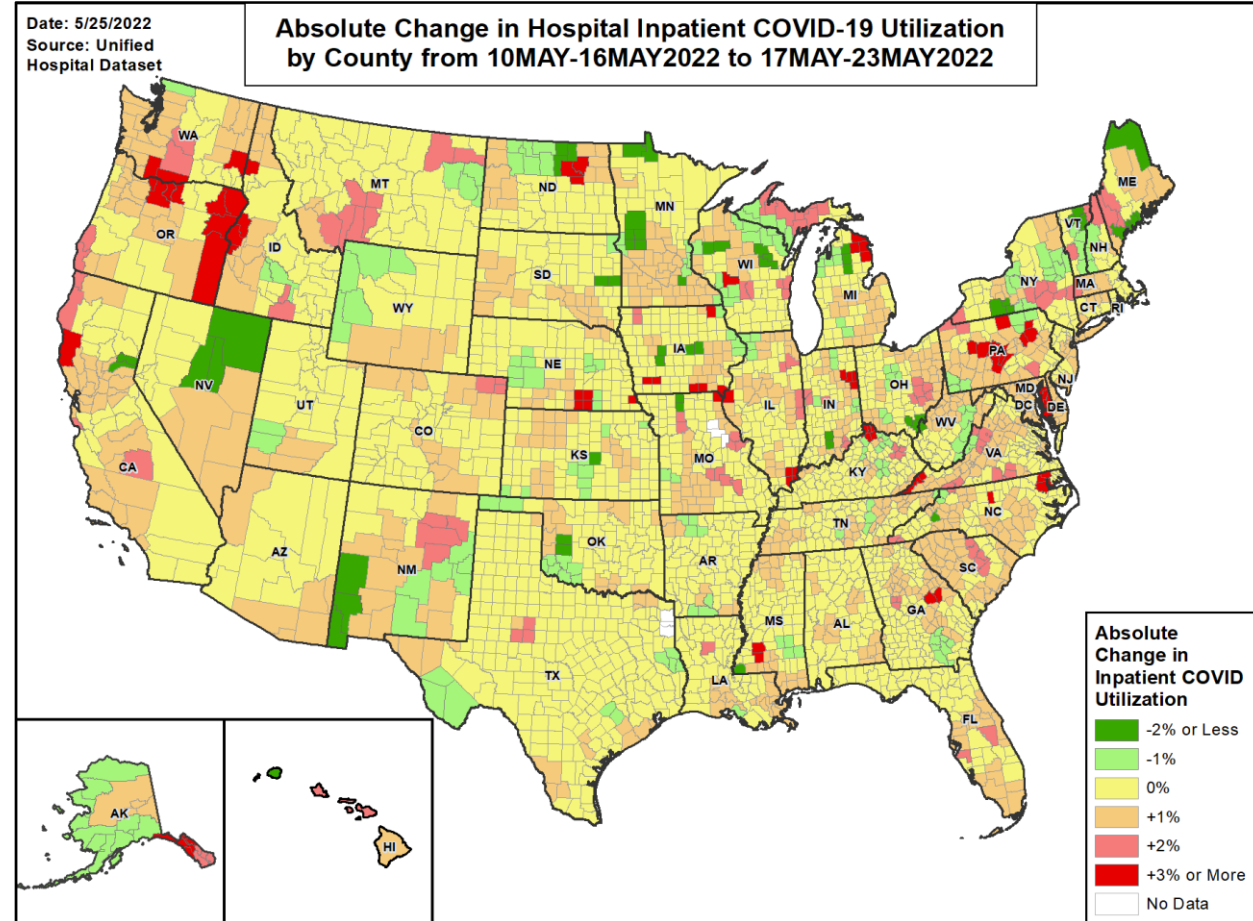 Date: 5/25/2022
Source: Unified
Hospital Dataset
Absolute Change in Hospital Inpatient COVID-19 Utilization
by County from 10MAY-16MAY2022 to 17MAY-23MAY2022
WA
MT
ND
MN
ME
VT
NH
OR
ID
SD
WI
NY
MA
CT
RI
WY
MI
IA
PA
NE
NJ
NV
OH
MD
DE
DC
UT
IL
IN
WV
CO
VA
CA
KS
MO
KY
NC
TN
AZ
NM
OK
AR
SC
GA
MS
AL
TX
LA
FL
AK
HI
Absolute
Change in
Inpatient COVID
Utilization
-2% or Less
-1%
0%
+1%
+2%
+3% or More
No Data